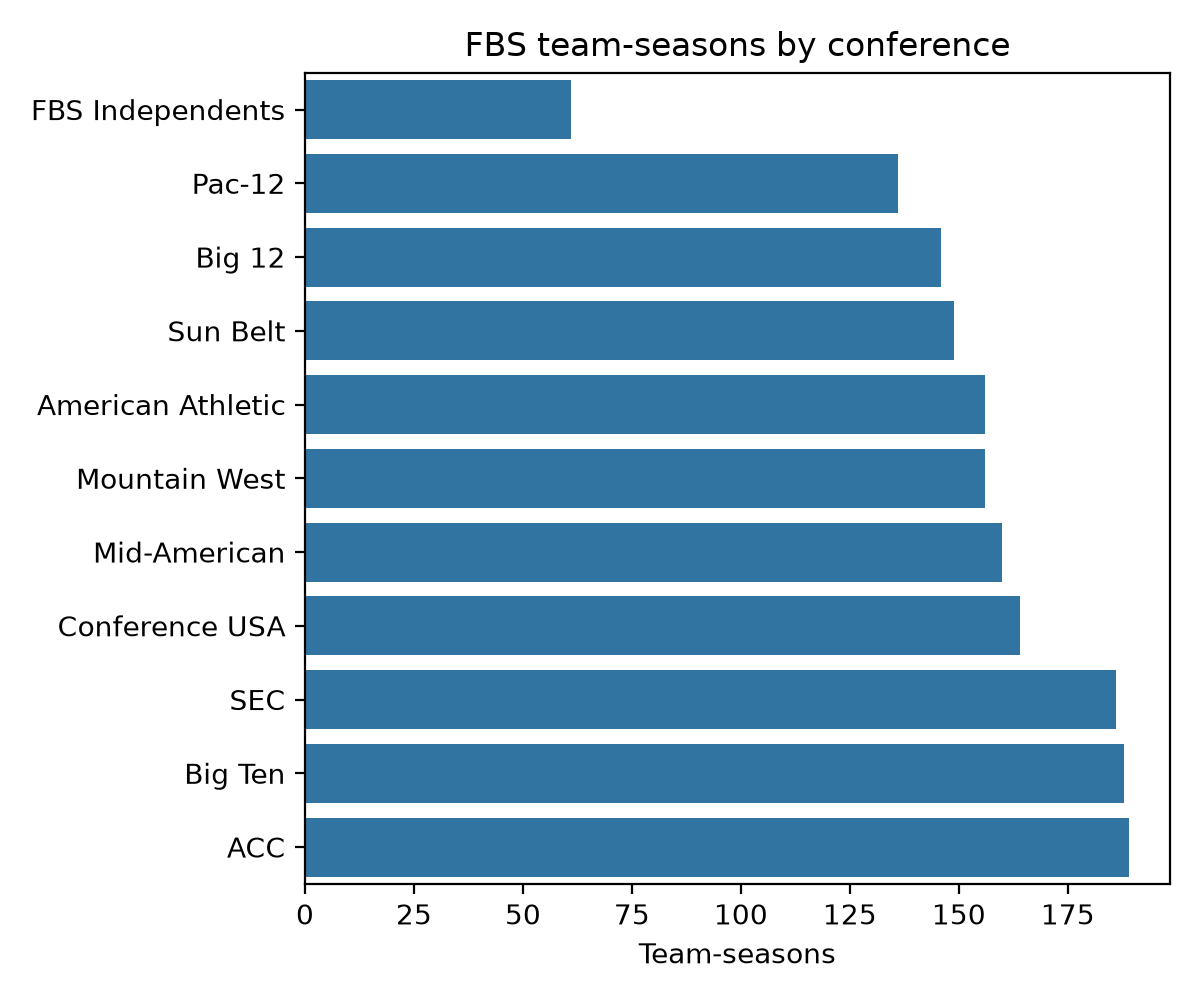 FBS team-seasons by conference
FBS Independents
Pac-12
Big 12
Sun Belt
American Athletic
Mountain West
Mid-American
Conference USA
SEC
Big Ten
ACC
0 25 50 75 100 125 150 175
Team-seasons